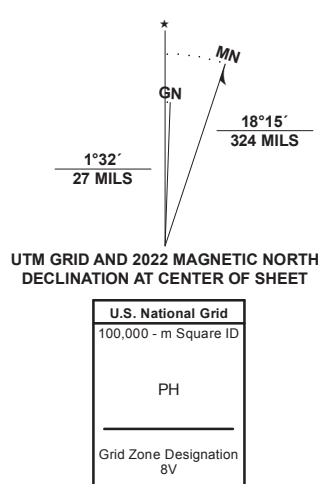 ★
MN
GN
18°15´
324 MILS
1°32´
27 MILS
UTM GRID AND 2022 MAGNETIC NORTH
DECLINATION AT CENTER OF SHEET
U.S. National Grid
100,000 - m Square ID
PH
Grid Zone Designation
8V